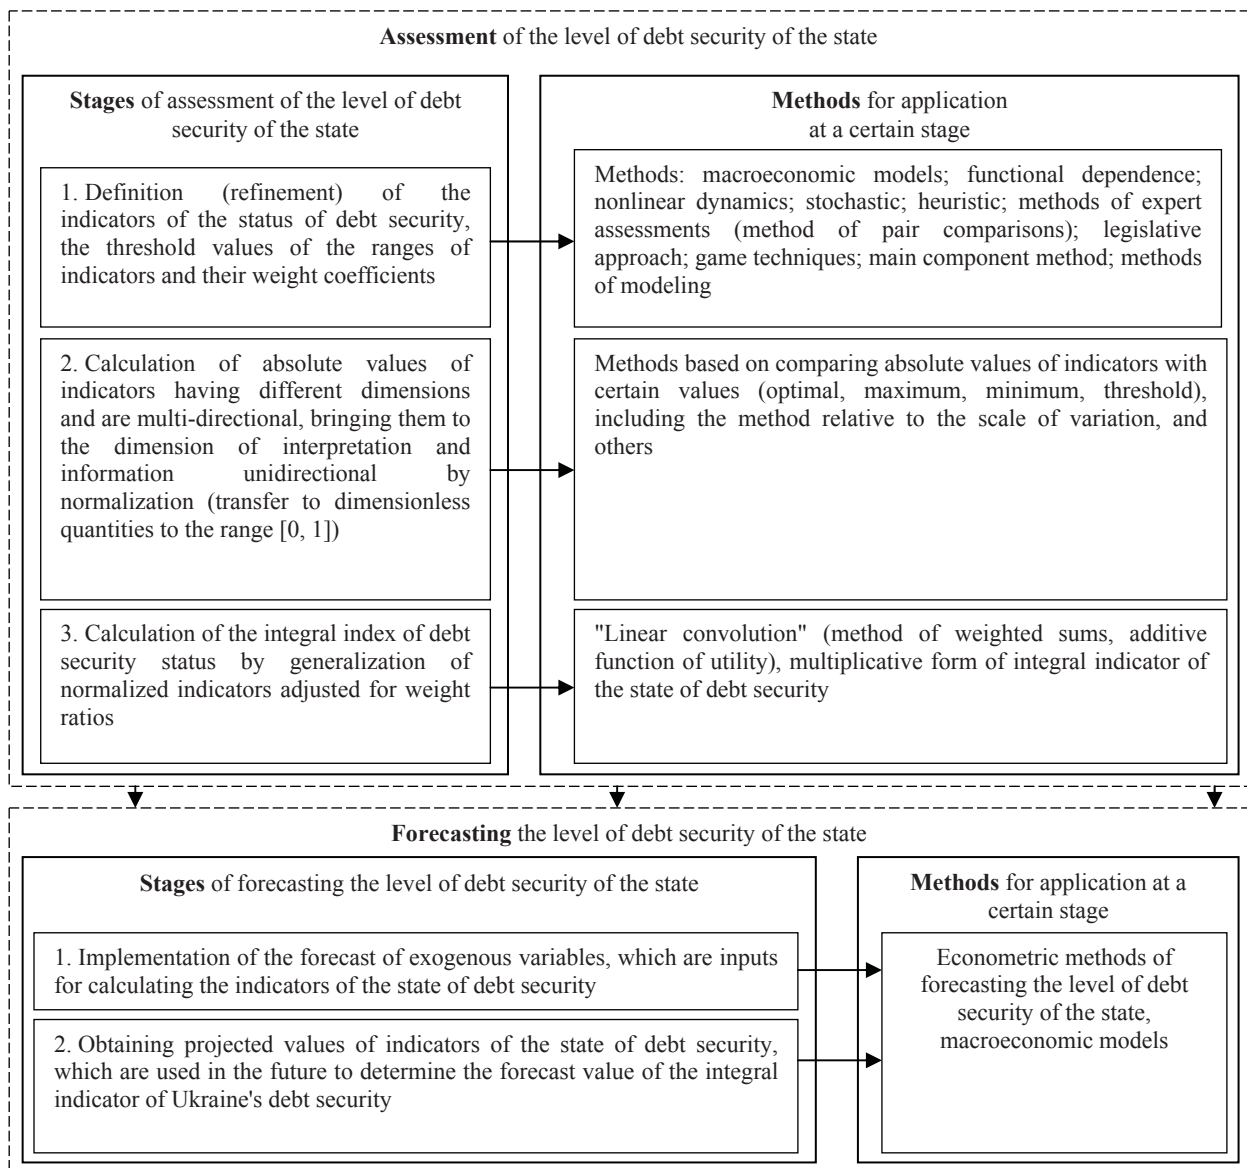 Assessment of the level of debt security of the state
Stages of assessment of the level of debt
security of the state
Methods for application
at a certain stage
1. Definition (refinement) of the
indicators of the status of debt security,
the threshold values of the ranges of
indicators and their weight coefficients
Methods: macroeconomic models; functional dependence;
nonlinear dynamics; stochastic; heuristic; methods of expert
assessments (method of pair comparisons); legislative
approach; game techniques; main component method; methods
of modeling
2. Calculation of absolute values of
indicators having different dimensions
and are multi-directional, bringing them to
the dimension of interpretation and
information unidirectional by
normalization (transfer to dimensionless
quantities to the range [0, 1])
Methods based on comparing absolute values of indicators with
certain values (optimal, maximum, minimum, threshold),
including the method relative to the scale of variation, and
others
3. Calculation of the integral index of debt
security status by generalization of
normalized indicators adjusted for weight
ratios
"Linear convolution" (method of weighted sums, additive
function of utility), multiplicative form of integral indicator of
the state of debt security
Forecasting the level of debt security of the state
Stages of forecasting the level of debt security of the state
Methods for application at a
certain stage
1. Implementation of the forecast of exogenous variables, which are inputs
for calculating the indicators of the state of debt security
2. Obtaining projected values of indicators of the state of debt security,
which are used in the future to determine the forecast value of the integral
indicator of Ukraine's debt security
Econometric methods of
forecasting the level of debt
security of the state,
macroeconomic models